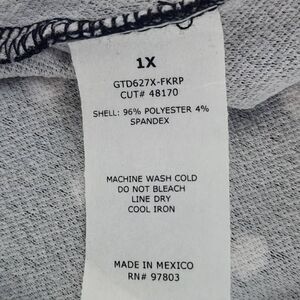 1X
GTD627X-FKRP
CUT# 48170
SHELL: 96% POLYESTER 4%
SPANDEX
MACHINE WASH COLD
DO NOT BLEACH
LINE DRY
COOL IRON
MADE IN MEXICO
RN# 97803